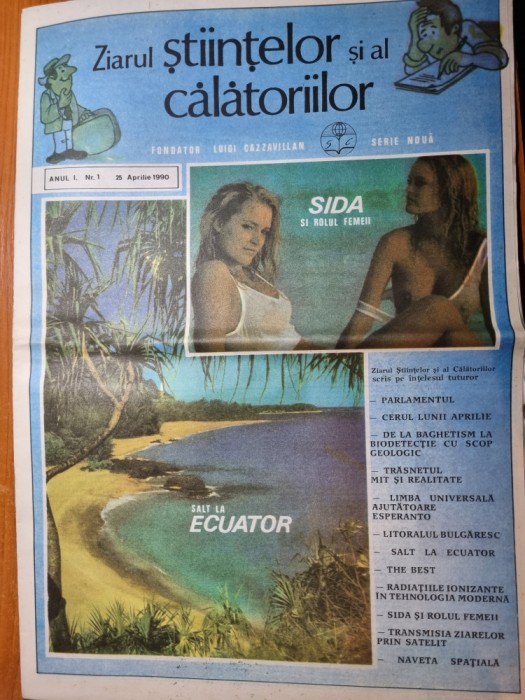 Ziarul științelor și al
călătoriilor
FONDATOR LUIGI CAZZAVILLAN
S C
SERIE NOUĂ
ANUL I. Nr. 1 25 Aprilie 1990
SIDA
SI ROLUL FEMEII
SALT LA
ECUATOR
Ziarul Științelor și al Călătoriilor
scris pe înțelesul tuturor
— PARLAMENTUL
— CERUL LUNII APRILIE
— DE LA BAGHETISM LA
BIODETECȚIE CU SCOP
GEOLOGIC
— TRĂSNETUL
MIT ȘI REALITATE
— LIMBA UNIVERSALĂ
AJUTĂTOARE
ESPERANTO
— LITORALUL BULGĂRESC
— SALT LA ECUATOR
— THE BEST
— RADIAȚIILE IONIZANTE
ÎN TEHNOLOGIA MODERNĂ
— SIDA ȘI ROLUL FEMEII
— TRANSMISIA ZIARELOR
PRIN SATELIT
— NAVETA SPAȚIALĂ